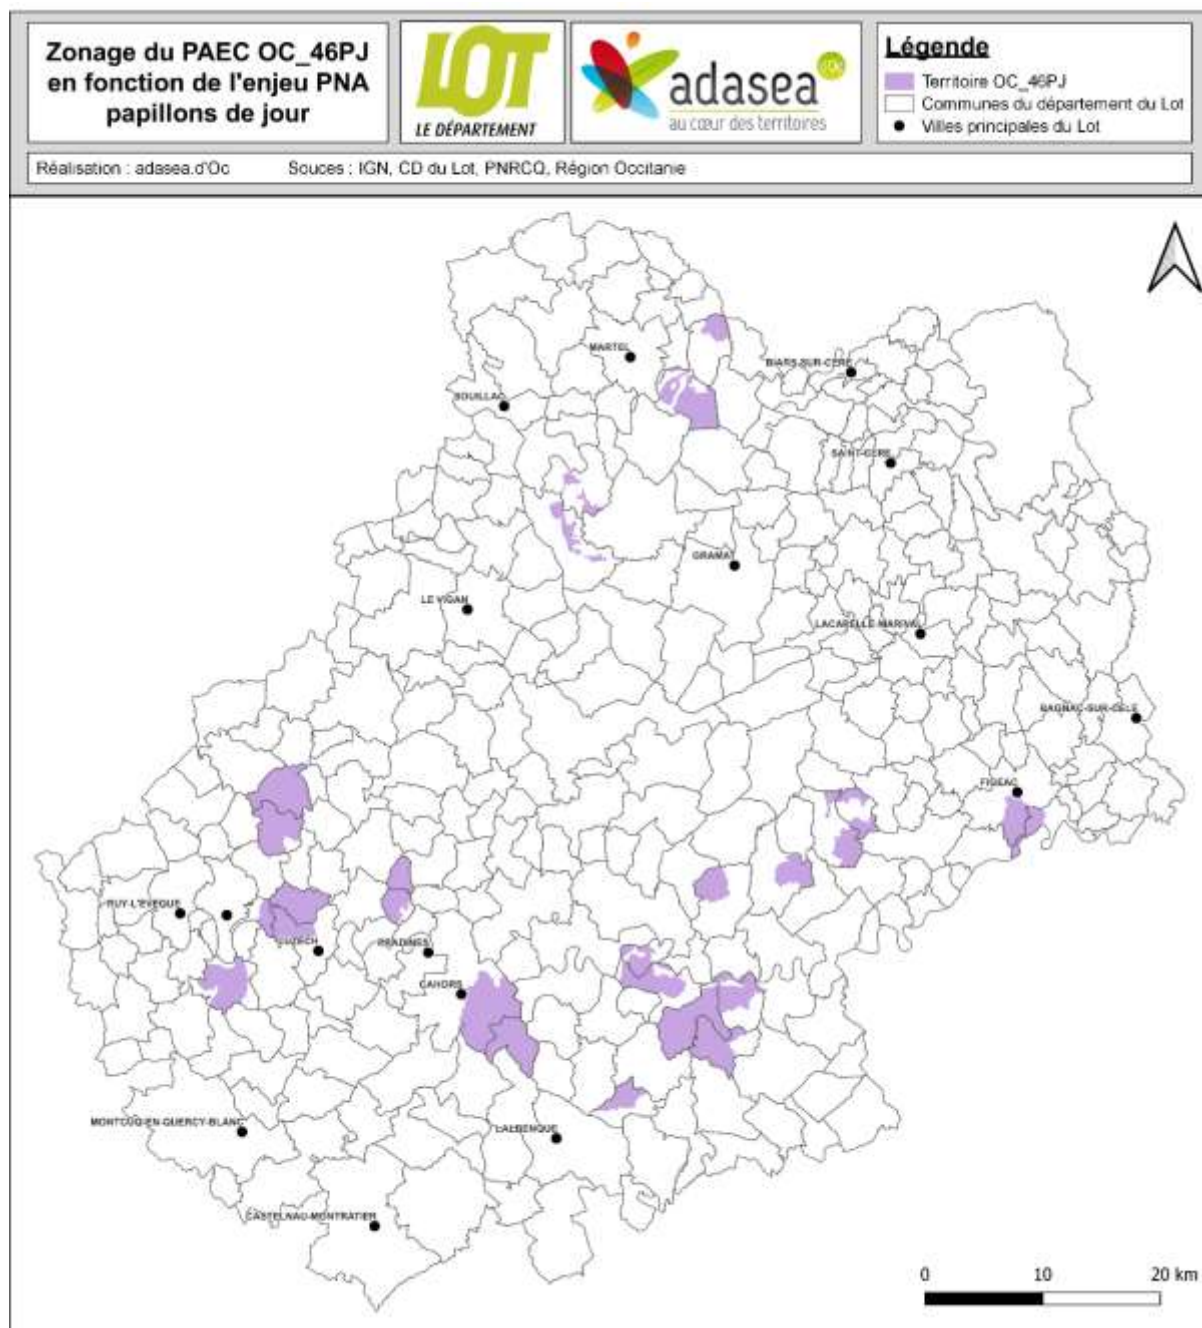 Zonage du PAEC OC_46PJ
en fonction de l'enjeu PNA
papillons de jour
LOT
LE DÉPARTEMENT
adasea
au cœur des territoires
Légende
Territoire OC_46PJ
Communes du département du Lot
Villes principales du Lot
Réalisation : adasea.d'Oc Souces : IGN, CD du Lot, PNRCQ, Région Occitanie
MARTEL
BIARS-SUR-CERE
SOUILLAC
SAINT-CERE
GRAMAT
LE VIGAN
LACAPELLE-MARIVAL
BAGNAC-SUR-CELE
FIGEAC
PUY-L'EVEQUE
LUZECH
PRADINES
CAHORS
MONTCUQ-EN-QUERCY-BLANC
LALBENQUE
CASTELNAU-MONTRATIER
0 10 20 km